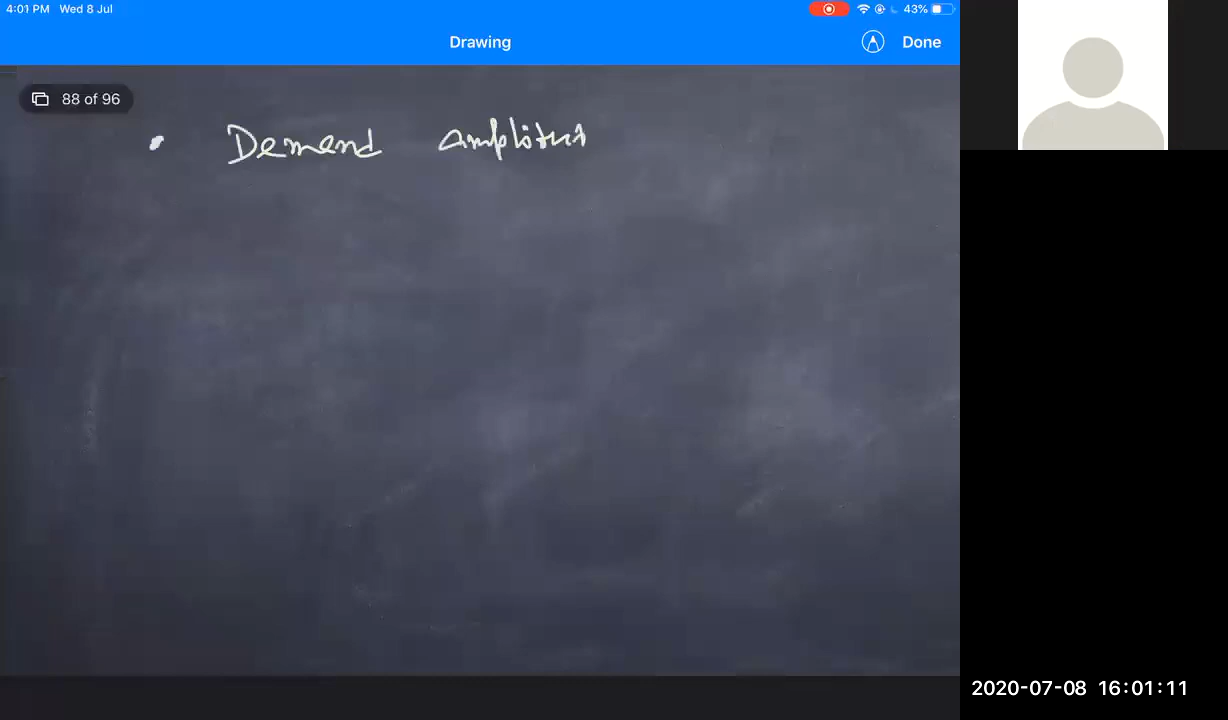 4:01 PM Wed 8 Jul 43%
Drawing Done
88 of 96
• Demand
2020-07-08 16:01:11